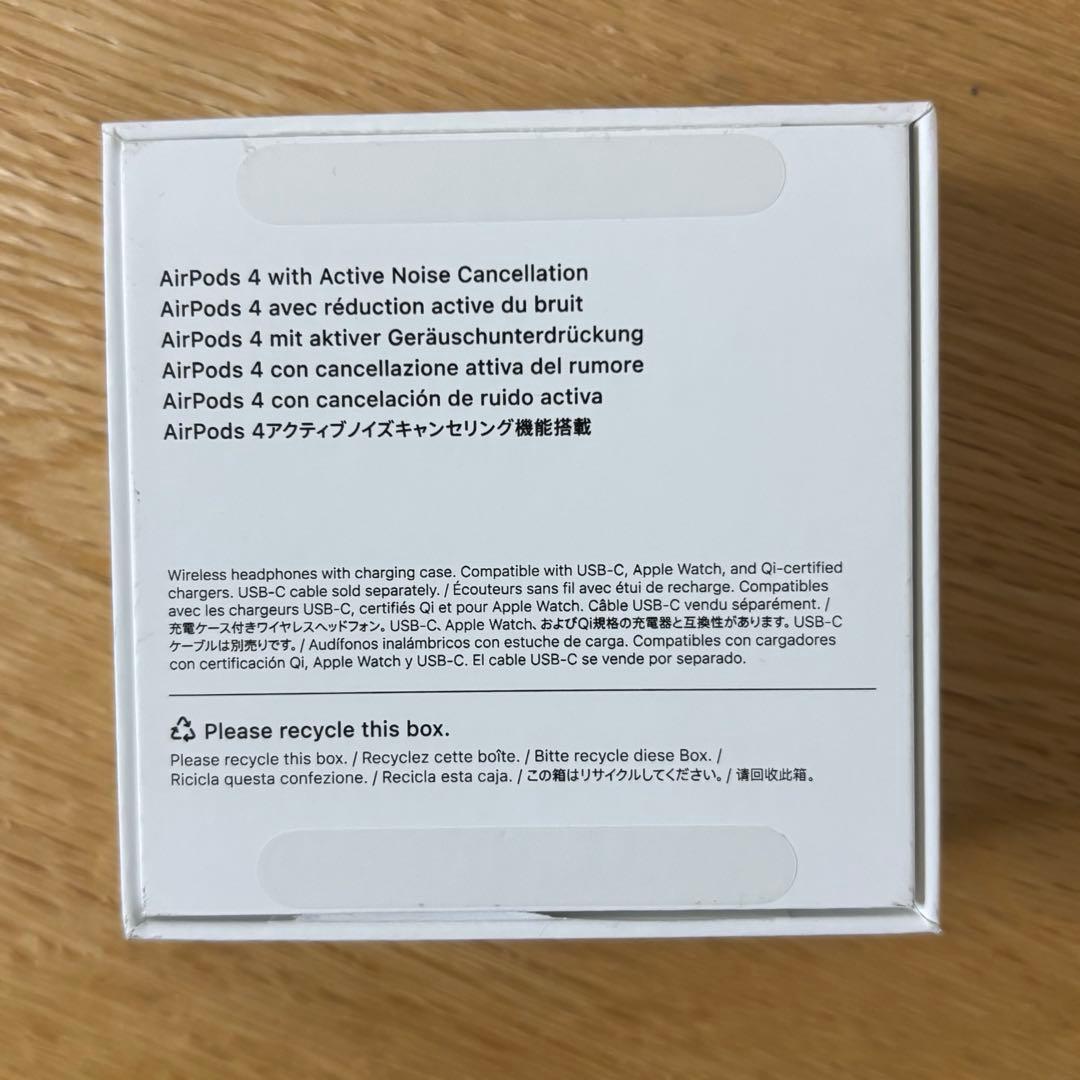 AirPods 4 with Active Noise Cancellation
AirPods 4 avec réduction active du bruit
AirPods 4 mit aktiver Geräuschunterdrückung
AirPods 4 con cancellazione attiva del rumore
AirPods 4 con cancelación de ruido activa
AirPods 4アクティブノイズキャンセリング機能搭載
Wireless headphones with charging case. Compatible with USB-C, Apple Watch, and Qi-certified
chargers. USB-C cable sold separately. / Écouteurs sans fil avec étui de recharge. Compatibles
avec les chargeurs USB-C, certifiés Qi et pour Apple Watch. Câble USB-C vendu séparément. /
充電ケース付きワイヤレスヘッドフォン。USB-C、Apple Watch、およびQi規格の充電器と互換性があります。USB-C
ケーブルは別売りです。/ Audífonos inalámbricos con estuche de carga. Compatibles con cargadores
con certificación Qi, Apple Watch y USB-C. El cable USB-C se vende por separado.
Please recycle this box.
Please recycle this box. / Recyclez cette boîte. / Bitte recycle diese Box. /
Ricicla questa confezione. / Recicla esta caja. / この箱はリサイクルしてください。/ 请回收此箱。